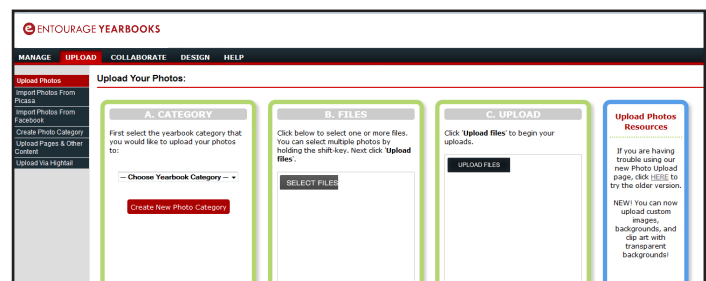 ENTOURAGE YEARBOOKS
MANAGE UPLOAD COLLABORATE DESIGN HELP
Upload Photos
Import Photos From
Picasa
Import Photos From
Facebook
Create Photo Category
Upload Pages & Other
Content
Upload Via Hightail
Upload Your Photos:
A. CATEGORY
First select the yearbook category that
you would like to upload your photos
to:
-- Choose Yearbook Category --
Create New Photo Category
B. FILES
Click below to select one or more files.
You can select multiple photos by
holding the shift-key. Next click 'Upload
files'.
SELECT FILES
C. UPLOAD
Click 'Upload files' to begin your
uploads.
UPLOAD FILES
Upload Photos
Resources
If you are having
trouble using our
new Photo Upload
page, click HERE to
try the older version.
NEW! You can now
upload custom
images,
backgrounds, and
clip art with
transparent
backgrounds!